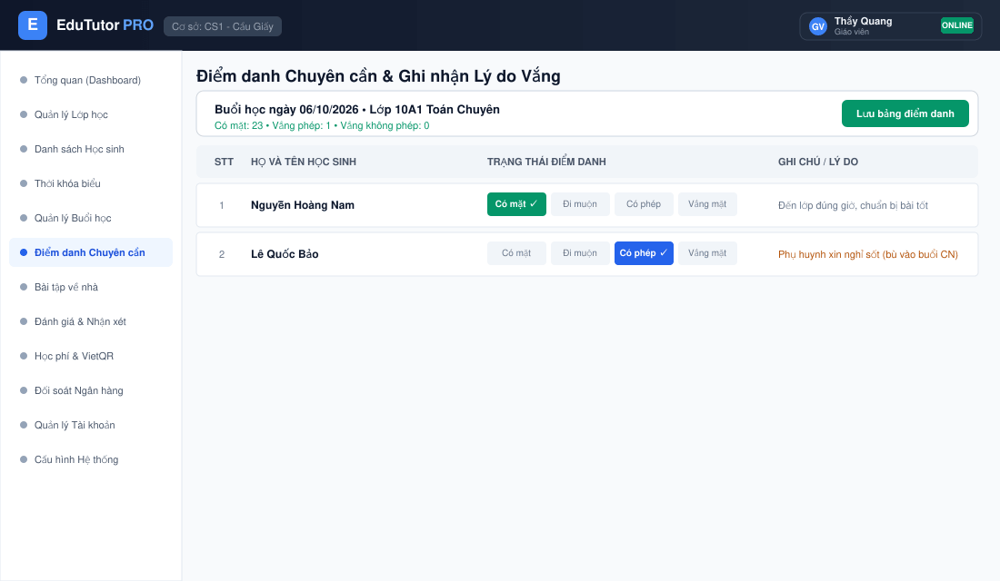 E EduTutor PRO Cơ sở: CS1 - Cầu Giấy
GV Thầy Quang
Giáo viên
ONLINE
Tổng quan (Dashboard)
Quản lý Lớp học
Danh sách Học sinh
Thời khóa biểu
Quản lý Buổi học
Điểm danh Chuyên cần
Bài tập về nhà
Đánh giá & Nhận xét
Học phí & VietQR
Đối soát Ngân hàng
Quản lý Tài khoản
Cấu hình Hệ thống
Điểm danh Chuyên cần & Ghi nhận Lý do Vắng
Buổi học ngày 06/10/2026 • Lớp 10A1 Toán Chuyên
Có mặt: 23 • Vắng phép: 1 • Vắng không phép: 0
Lưu bảng điểm danh
STT HỌ VÀ TÊN HỌC SINH TRẠNG THÁI ĐIỂM DANH GHI CHÚ / LÝ DO
1 Nguyễn Hoàng Nam Có mặt ✓ Đi muộn Có phép Vắng mặt Đến lớp đúng giờ, chuẩn bị bài tốt
2 Lê Quốc Bảo Có mặt Đi muộn Có phép ✓ Vắng mặt Phụ huynh xin nghỉ sốt (bù vào buổi CN)